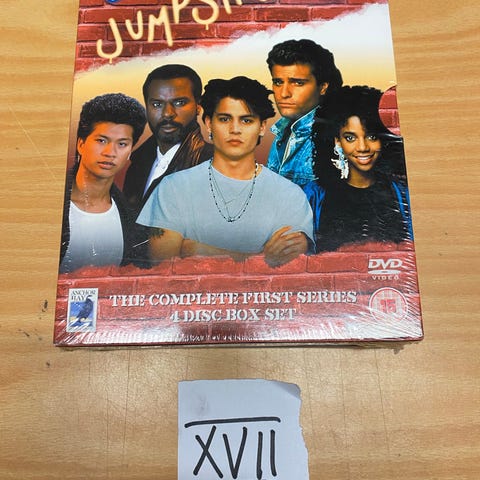 JUMPST
THE COMPLETE FIRST SERIES
4 DISC BOX SET
DVD
VIDEO
ANCHOR
BAY
XVII